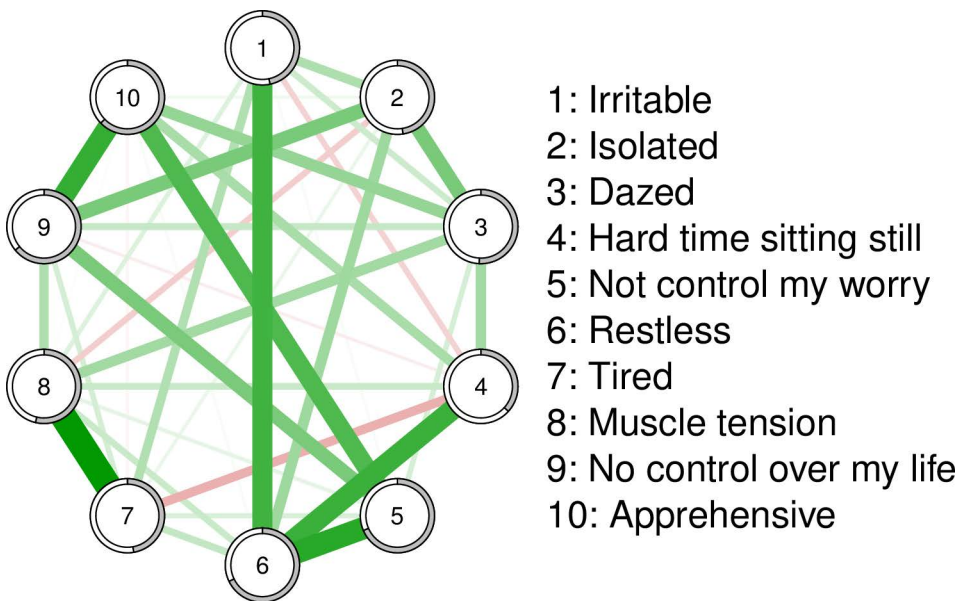 1
2
3
4
5
6
7
8
9
10
1: Irritable
2: Isolated
3: Dazed
4: Hard time sitting still
5: Not control my worry
6: Restless
7: Tired
8: Muscle tension
9: No control over my life
10: Apprehensive